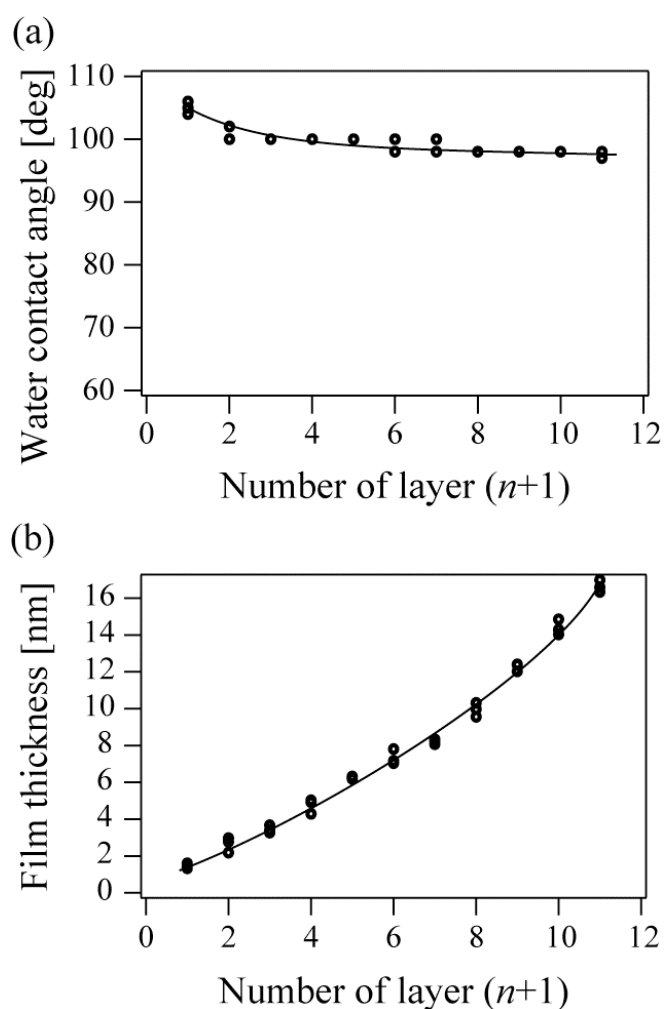 (a)
Water contact angle [deg]
110
100
90
80
70
60
0 2 4 6 8 10 12
Number of layer (n+1)
(b)
Film thickness [nm]
16
14
12
10
8
6
4
2
0
0 2 4 6 8 10 12
Number of layer (n+1)